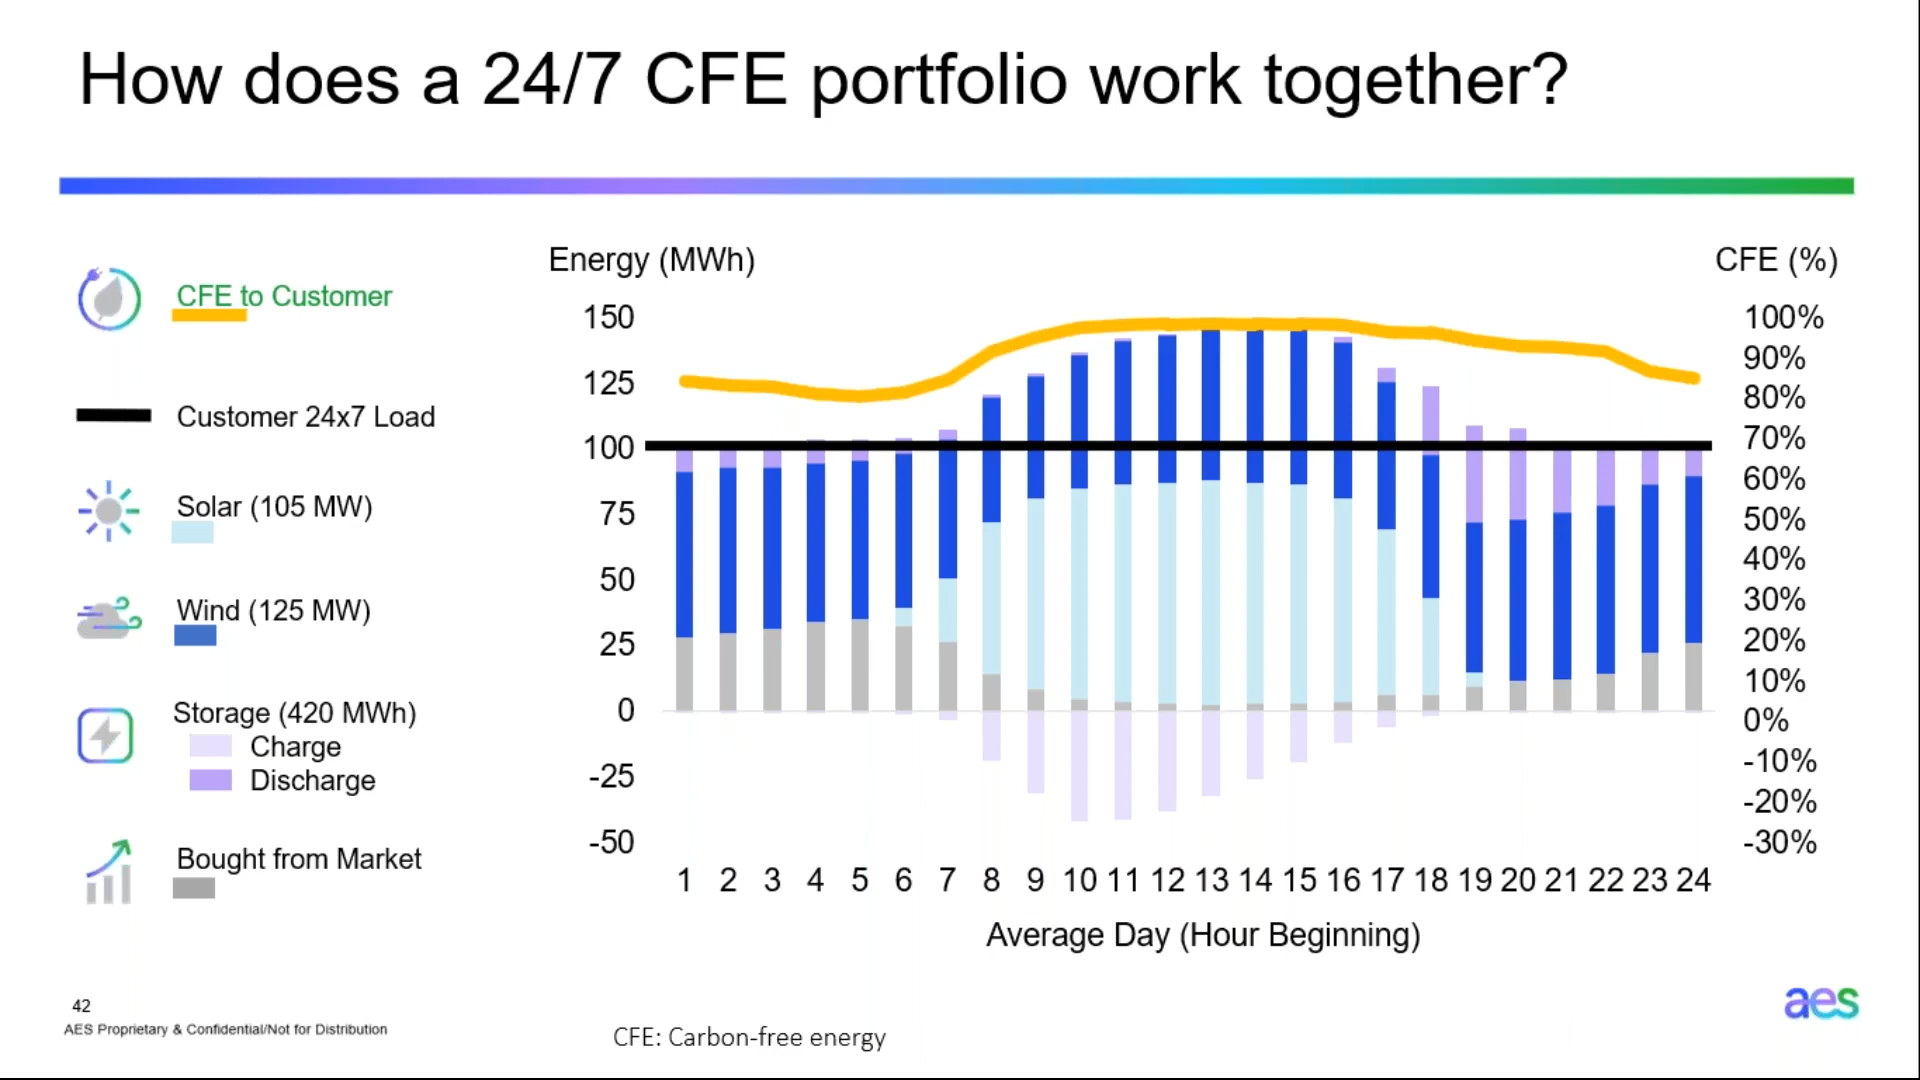 How does a 24/7 CFE portfolio work together?
CFE to Customer
Customer 24x7 Load
Solar (105 MW)
Wind (125 MW)
Storage (420 MWh)
Charge
Discharge
Bought from Market
Energy (MWh)
CFE (%)
150
125
100
75
50
25
0
-25
-50
100%
90%
80%
70%
60%
50%
40%
30%
20%
10%
0%
-10%
-20%
-30%
1 2 3 4 5 6 7 8 9 10 11 12 13 14 15 16 17 18 19 20 21 22 23 24
Average Day (Hour Beginning)
42
AES Proprietary & Confidential/Not for Distribution
CFE: Carbon-free energy
aes